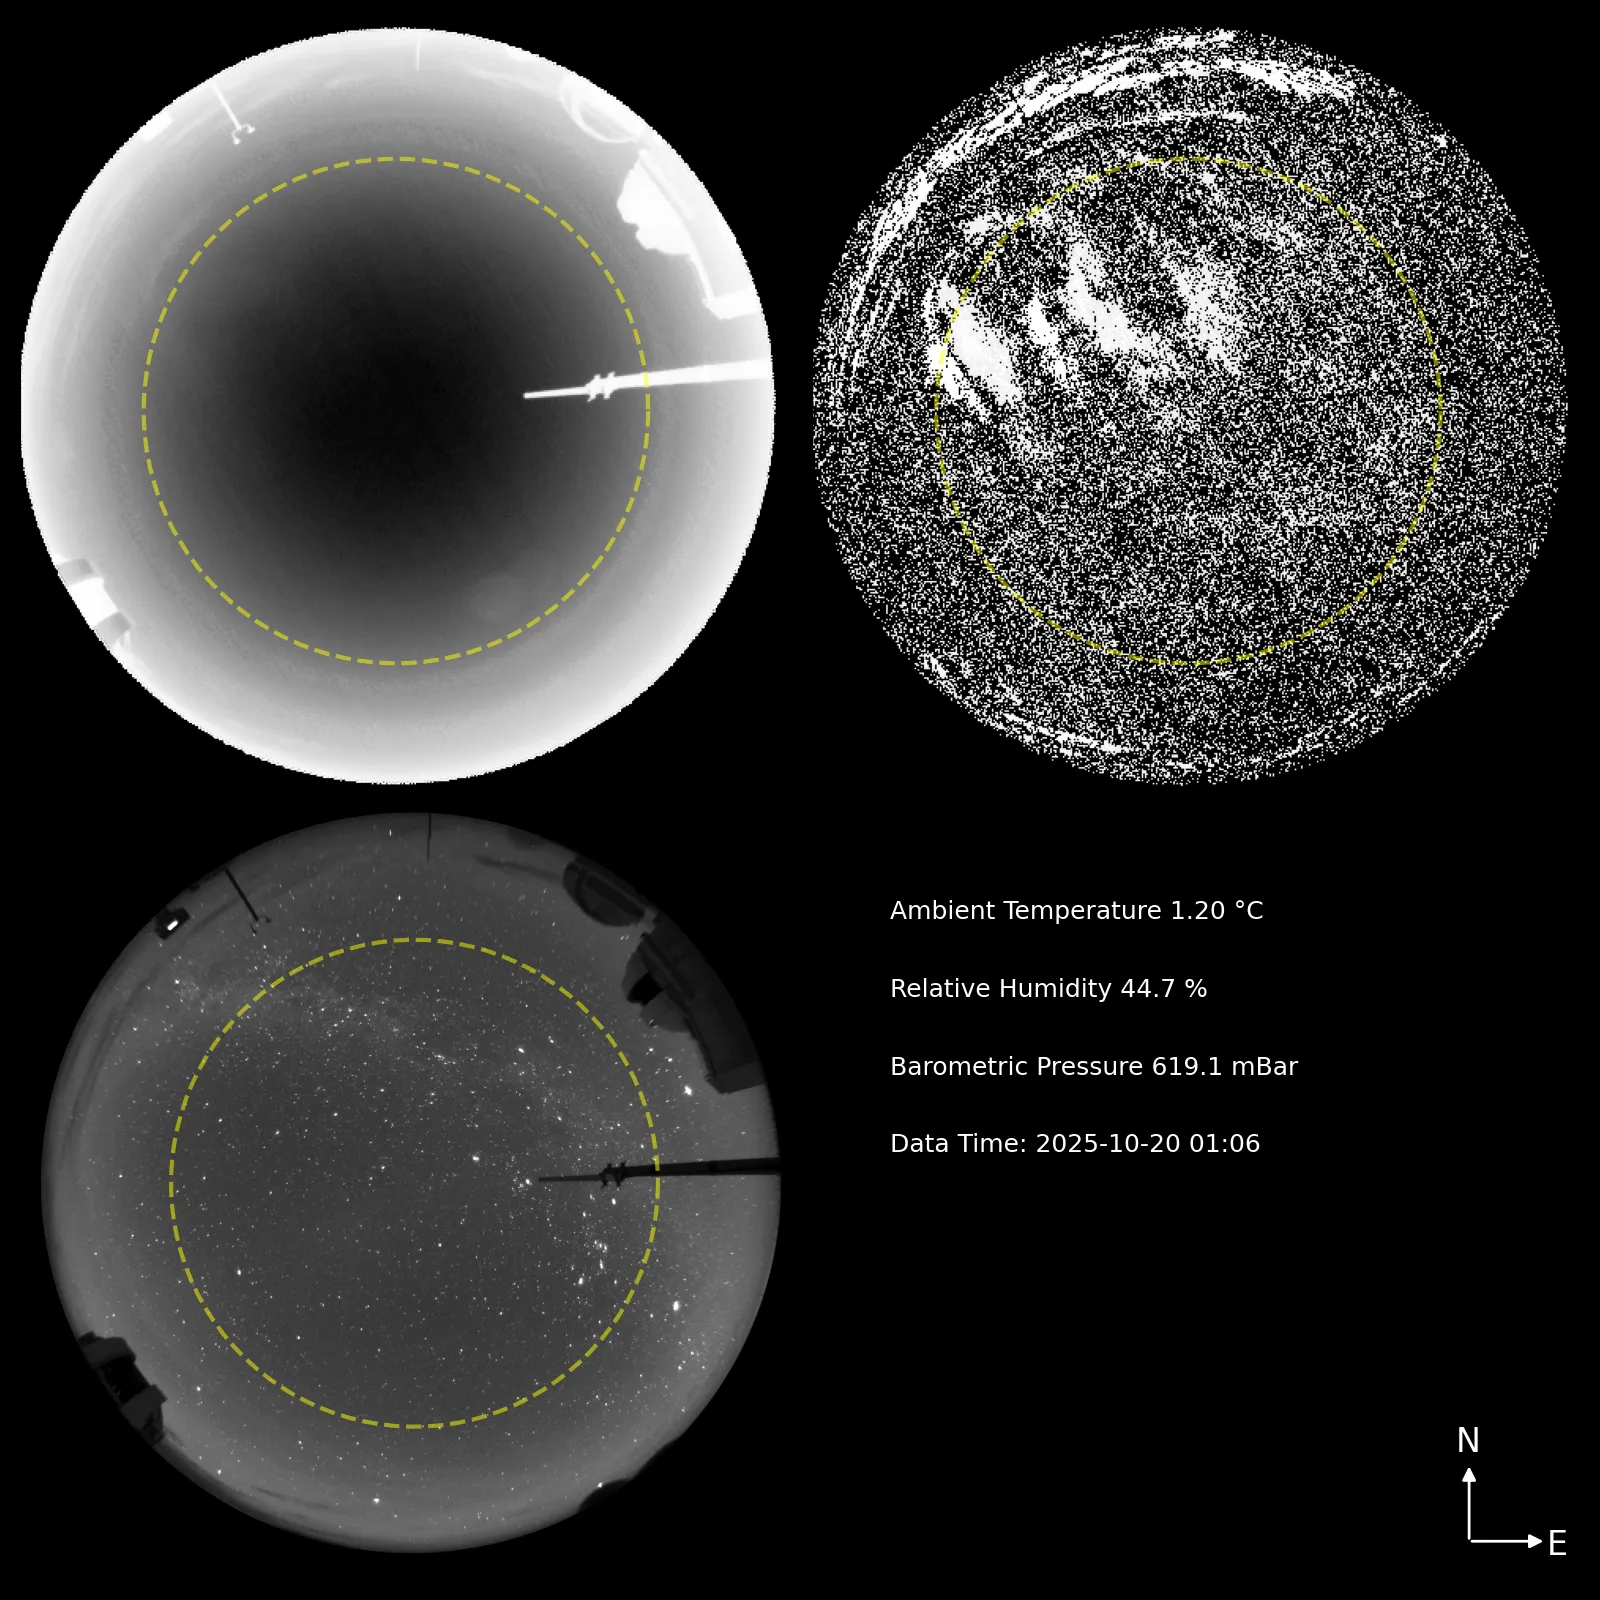 Ambient Temperature 1.20 °C
Relative Humidity 44.7 %
Barometric Pressure 619.1 mBar
Data Time: 2025-10-20 01:06
N
E